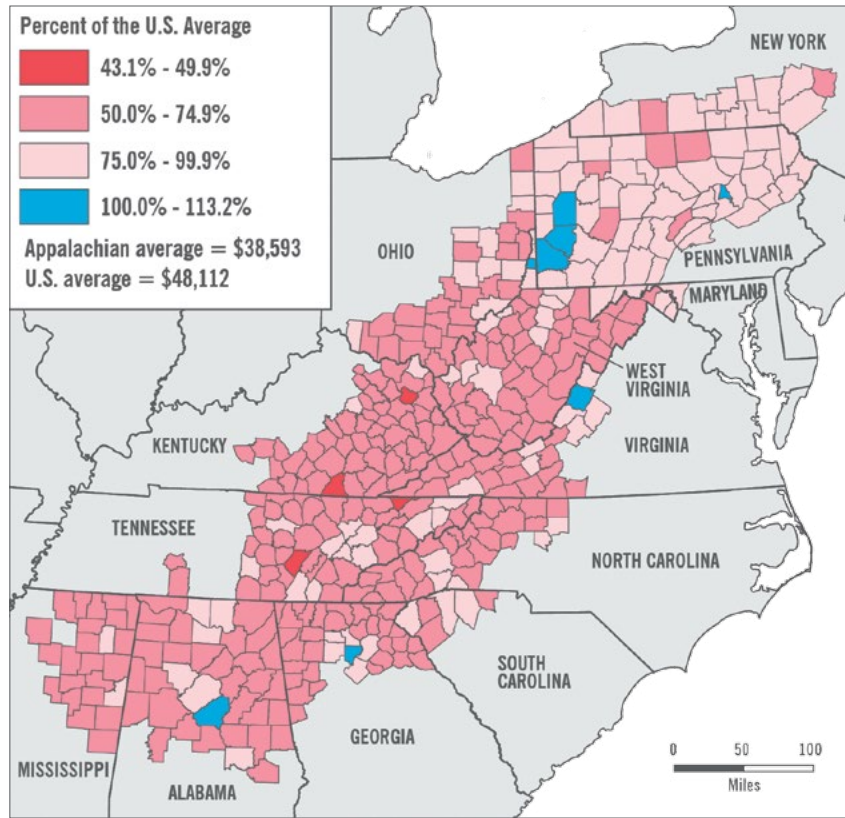 Percent of the U.S. Average
43.1% - 49.9%
50.0% - 74.9%
75.0% - 99.9%
100.0% - 113.2%
Appalachian average = $38,593
U.S. average = $48,112
NEW YORK
OHIO
PENNSYLVANIA
MARYLAND
WEST
VIRGINIA
VIRGINIA
KENTUCKY
TENNESSEE
NORTH CAROLINA
SOUTH
CAROLINA
GEORGIA
MISSISSIPPI
ALABAMA
0 50 100
Miles